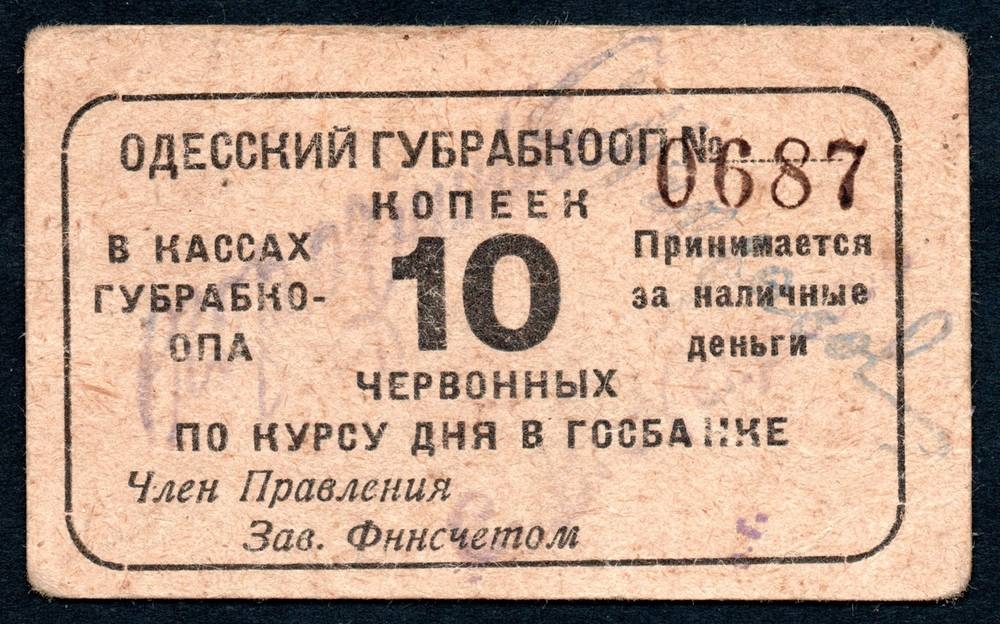 ОДЕССКИЙ ГУБРАБКООП № 0687
КОПЕЕК
В КАССАХ
ГУБРАБКО-
ОПА
10
Принимается
за наличные
деньги
ЧЕРВОННЫХ
ПО КУРСУ ДНЯ В ГОСБАНКЕ
Член Правления
Зав. Финсчетом